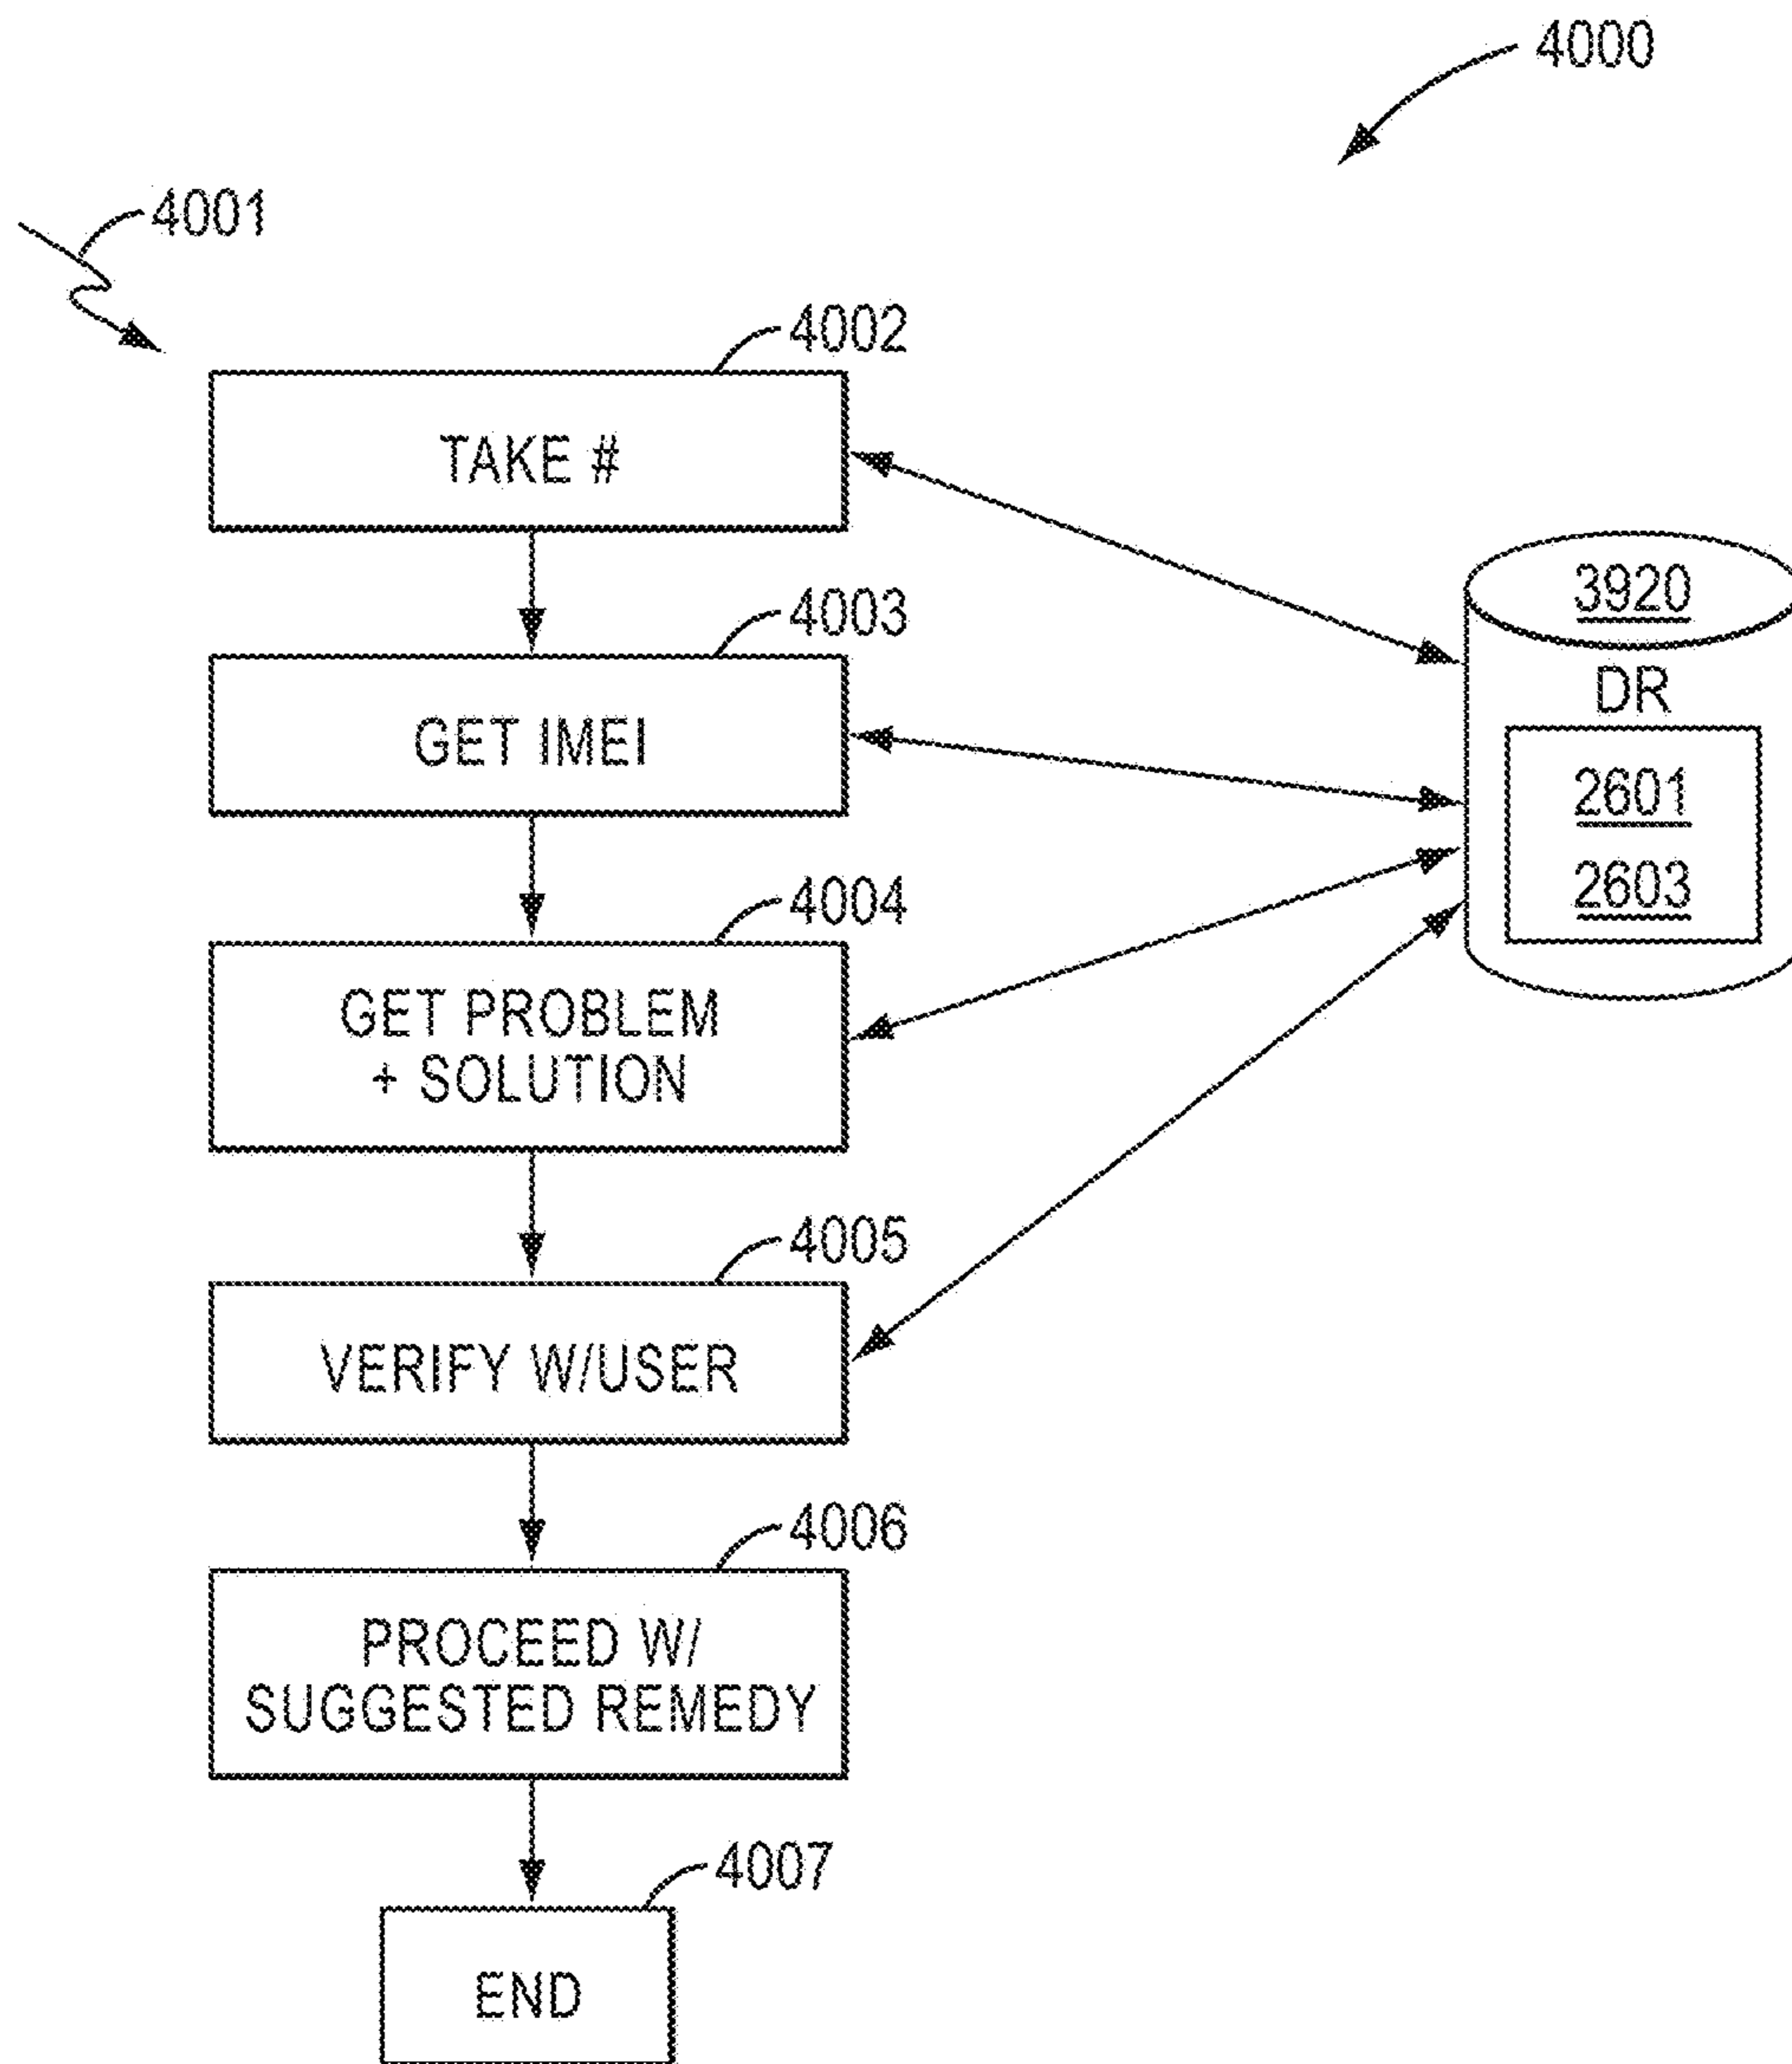 4000
4001
4002
TAKE #
4003
GET IMEI
4004
GET PROBLEM
+ SOLUTION
4005
VERIFY W/USER
4006
PROCEED W/
SUGGESTED REMEDY
4007
END
3920
DR
2601
2603